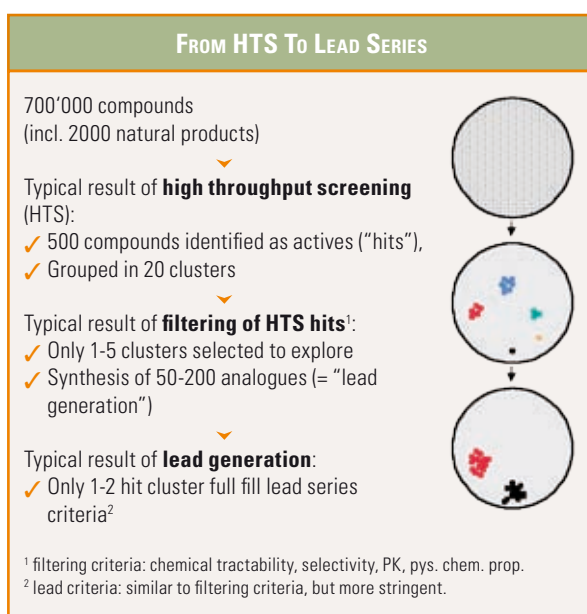 FROM HTS TO LEAD SERIES
700'000 compounds
(incl. 2000 natural products)
Typical result of high throughput screening
(HTS):
✓ 500 compounds identified as actives (“hits”),
✓ Grouped in 20 clusters
Typical result of filtering of HTS hits¹:
✓ Only 1-5 clusters selected to explore
✓ Synthesis of 50-200 analogues (= “lead
generation”)
Typical result of lead generation:
✓ Only 1-2 hit cluster full fill lead series
criteria²
¹ filtering criteria: chemical tractability, selectivity, PK, pys. chem. prop.
² lead criteria: similar to filtering criteria, but more stringent.